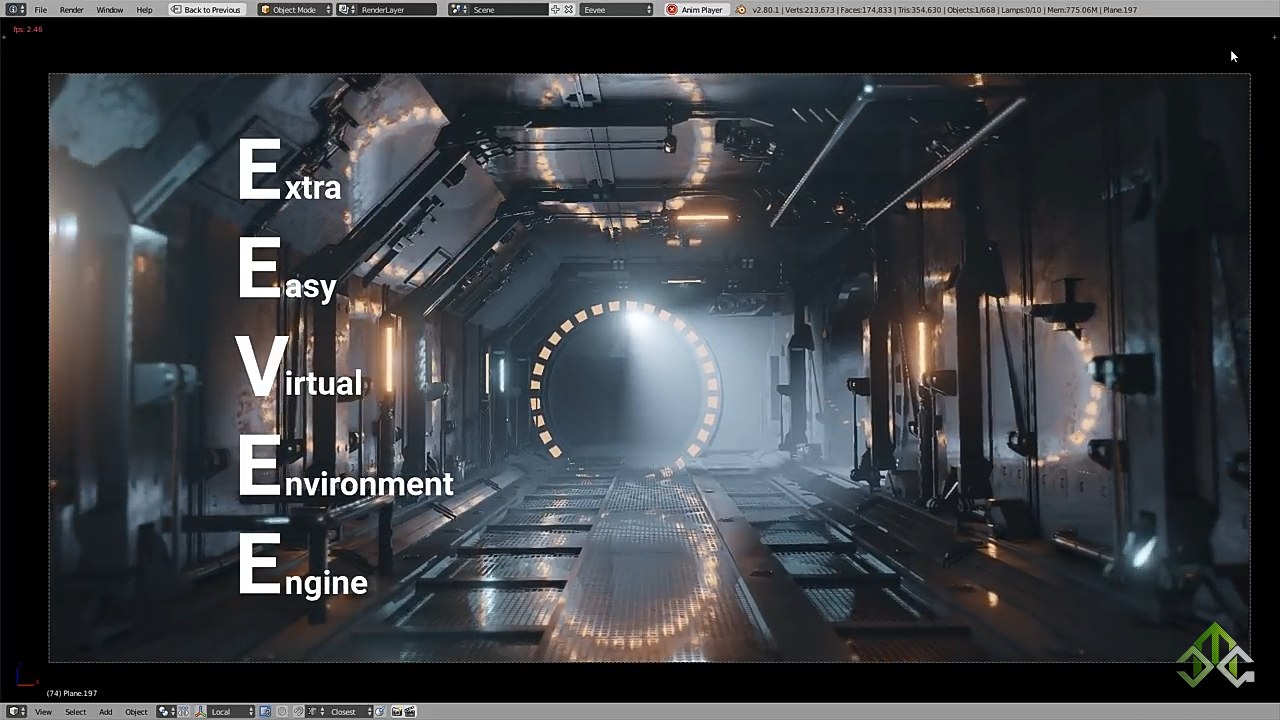 File Render Window Help Back to Previous Object Mode RenderLayer Scene Eevee Anim Player v2.80.1 | Verts:213,673 | Faces:174,833 | Tris:354,630 | Objects:1/668 | Lamps:0/10 | Mem:775.06M | Plane.197
fps: 2.46
Extra
Easy
Virtual
Environment
Engine
(74) Plane.197
View Select Add Object Local Closest